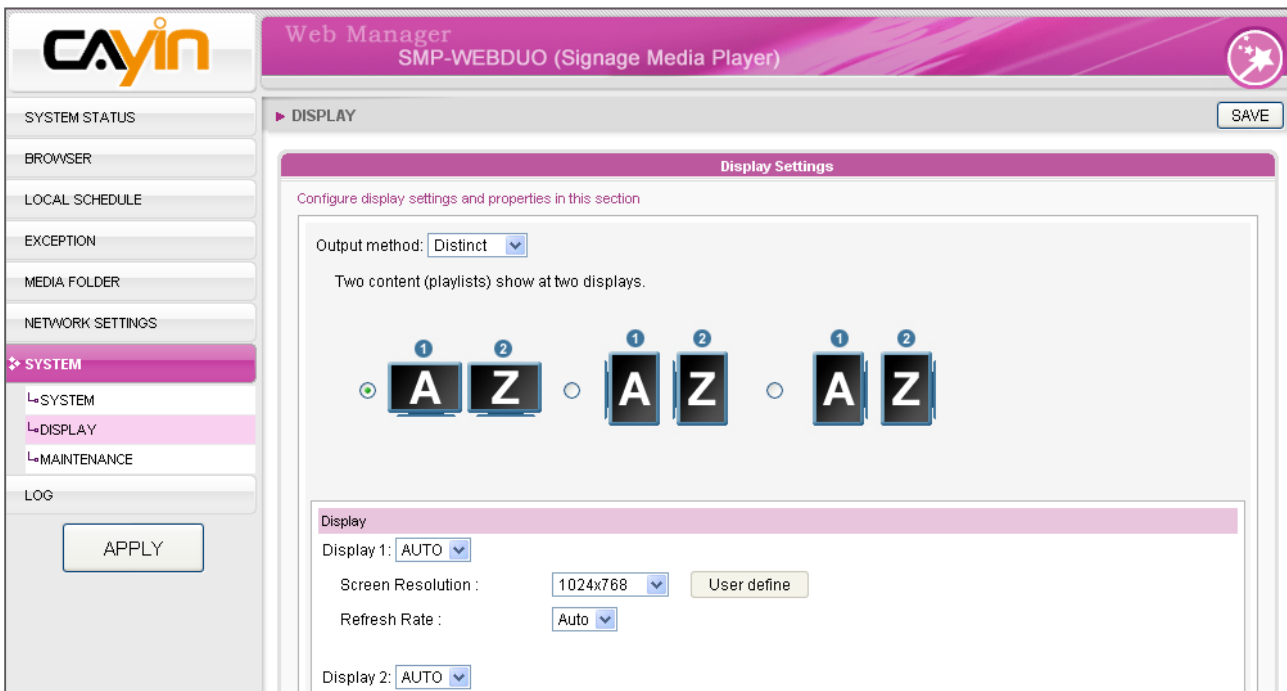 CAyin
Web Manager
SMP-WEBDUO (Signage Media Player)
SYSTEM STATUS
BROWSER
LOCAL SCHEDULE
EXCEPTION
MEDIA FOLDER
NETWORK SETTINGS
SYSTEM
SYSTEM
DISPLAY
MAINTENANCE
LOG
APPLY
DISPLAY
SAVE
Display Settings
Configure display settings and properties in this section
Output method: Distinct
Two content (playlists) show at two displays.
1 2 1 2 1 2
A Z A Z A Z
Display
Display 1: AUTO
Screen Resolution : 1024x768 User define
Refresh Rate : Auto
Display 2: AUTO